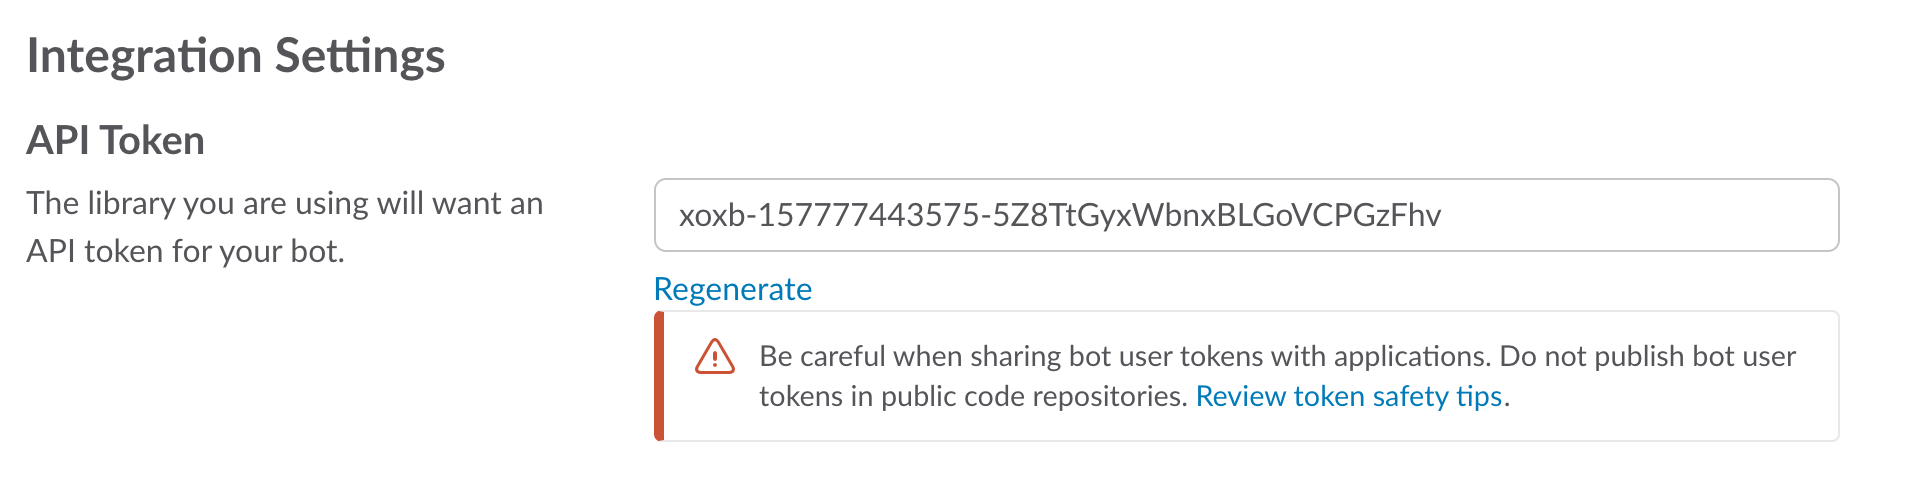 Integration Settings
API Token
The library you are using will want an
API token for your bot.
xoxb-157777443575-5Z8TtGyxWbnxBLGoVCPGzFhv
Regenerate
Be careful when sharing bot user tokens with applications. Do not publish bot user
tokens in public code repositories. Review token safety tips.